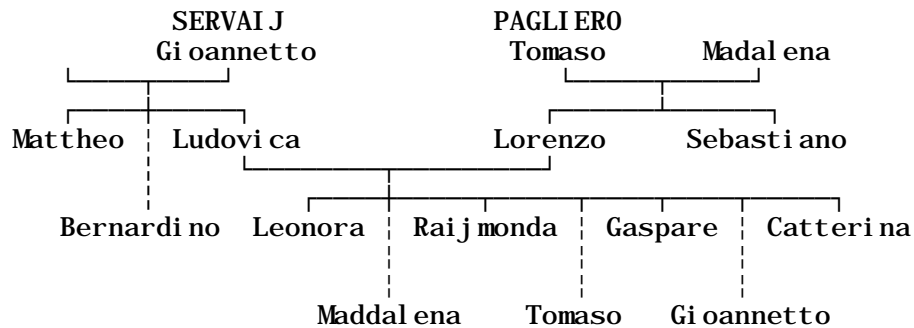 SERVAIJ PAGLIERO
Gioannetto Tomaso Madalena
Mattheo Ludovica Lorenzo Sebastiano
Bernardino Leonora Raijmonda Gaspare Catterina
Maddalena Tomaso Gioannetto